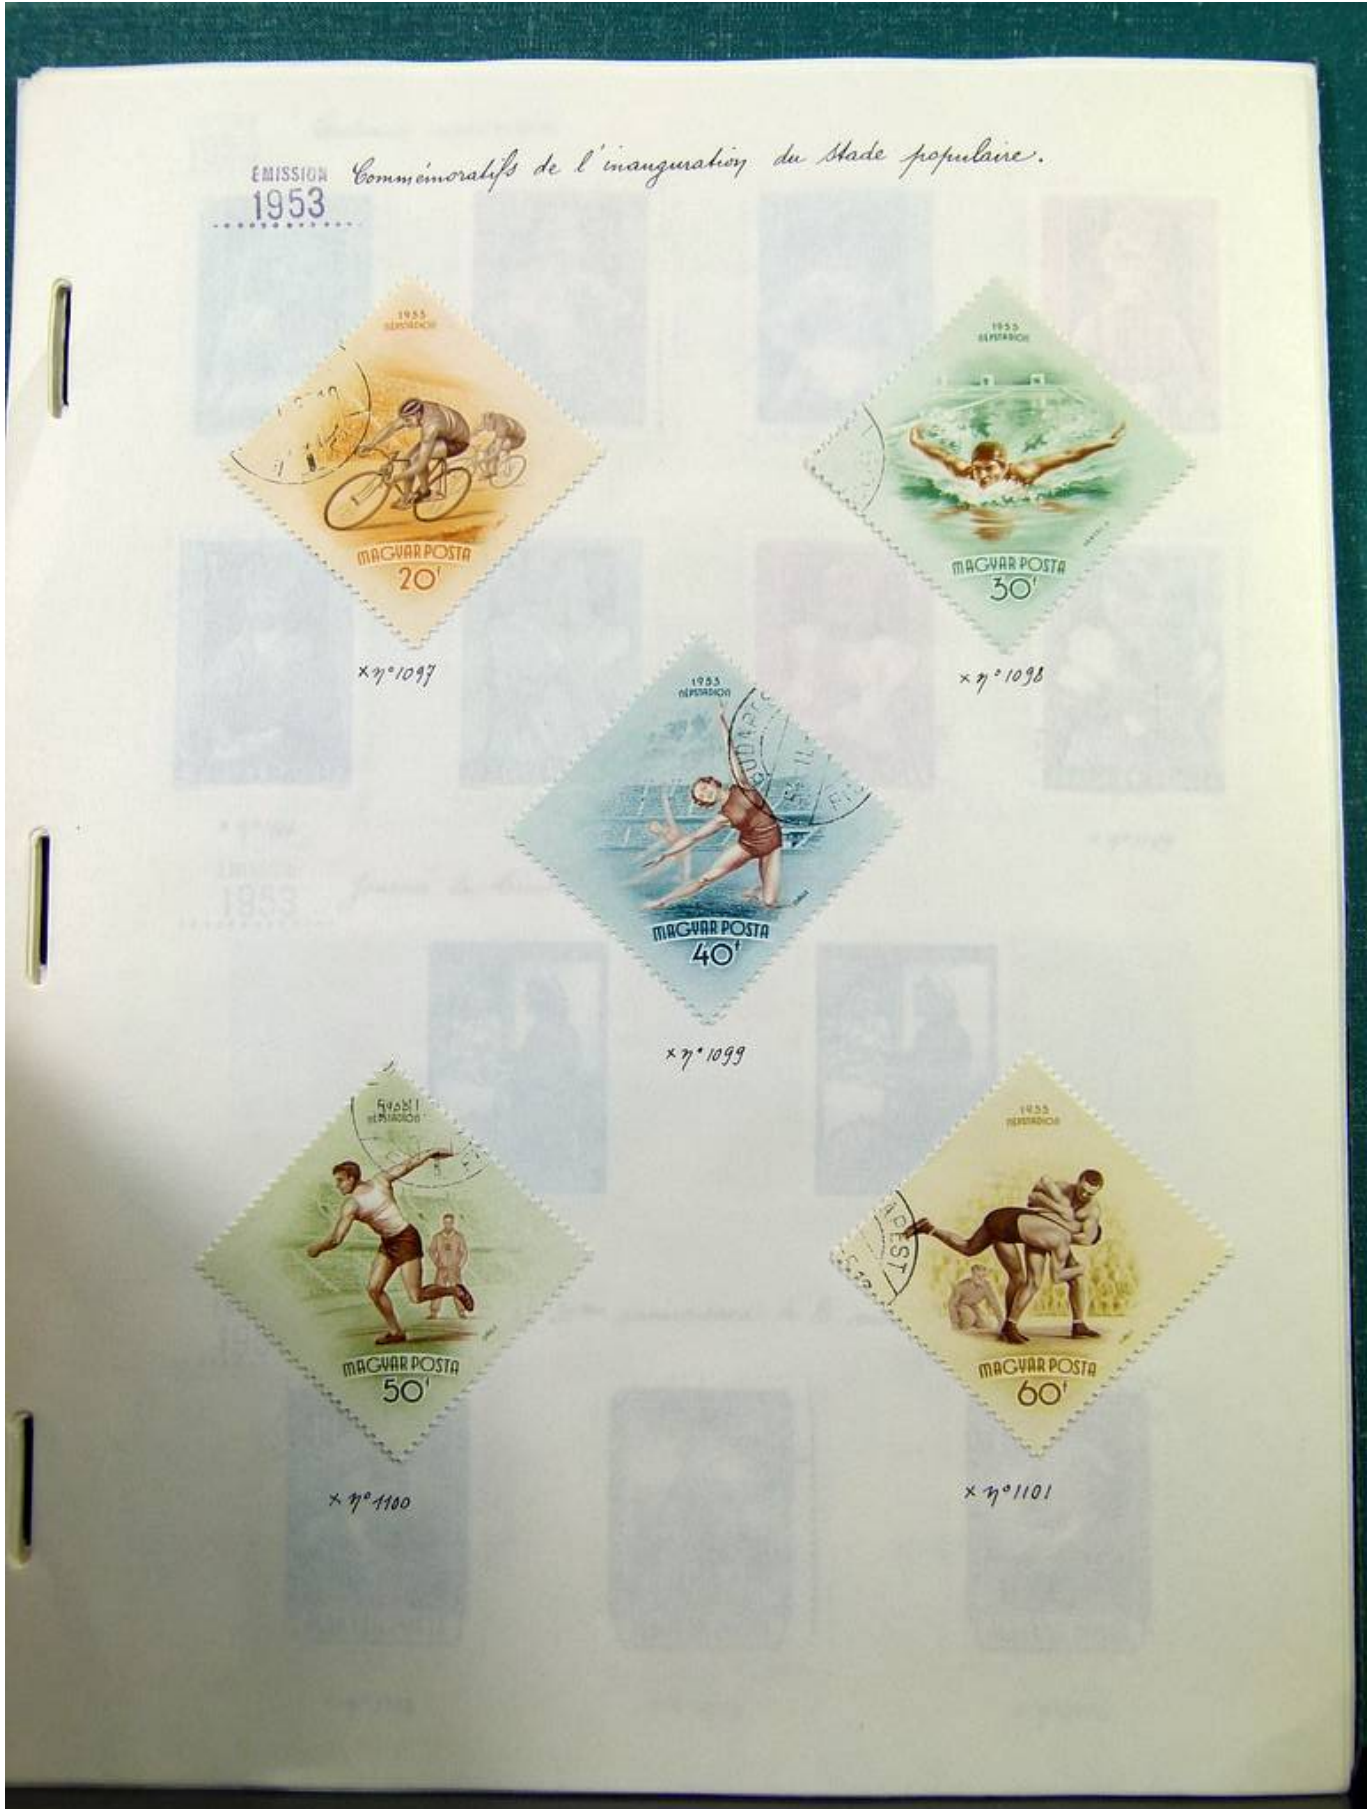 ÉMISSION
1953
Commémoratifs de l'inauguration du Stade populaire.
1953
NÉPSTADION
MAGYAR POSTA
20f
x n° 1097
1953
NÉPSTADION
MAGYAR POSTA
30f
x n° 1098
1953
NÉPSTADION
BUDAPEST
MAGYAR POSTA
40f
x n° 1099
1953
NÉPSTADION
MAGYAR POSTA
50f
x n° 1100
1953
NÉPSTADION
APEST
MAGYAR POSTA
60f
x n° 1101